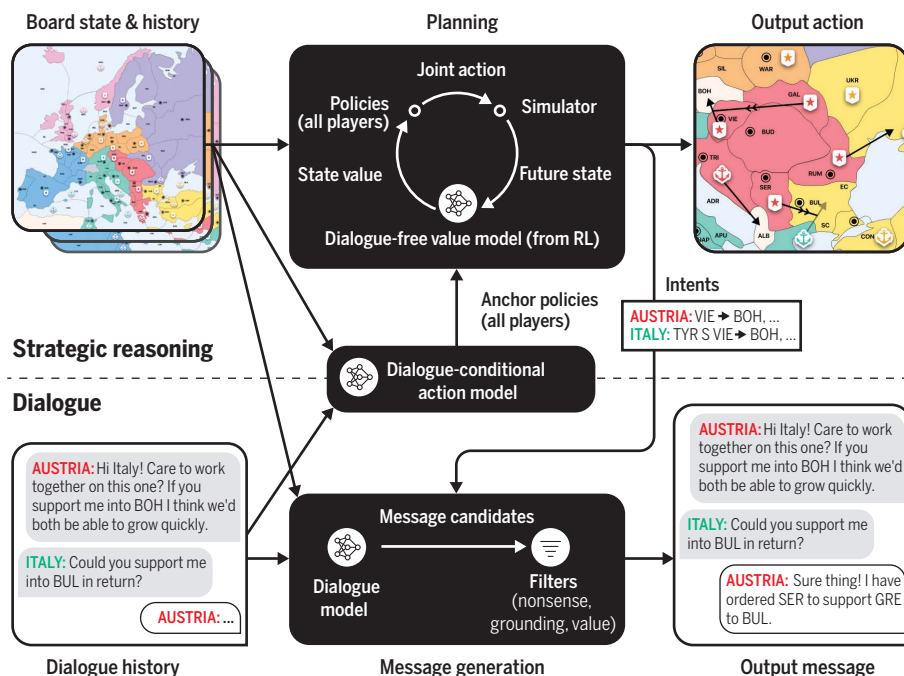 Board state & history
Planning
Output action
Joint action
Policies
(all players)
Simulator
State value
Future state
Dialogue-free value model (from RL)
SIL
WAR
UKR
BOH
GAL
VIE
BUD
TRI
RUM
SER
EC
ADR
BUL
SC
ALB
APU
CON
Anchor policies
(all players)
Intents
AUSTRIA: VIE → BOH, ...
ITALY: TYR S VIE → BOH, ...
Strategic reasoning
Dialogue-conditional
action model
Dialogue
AUSTRIA: Hi Italy! Care to work
together on this one? If you
support me into BOH I think we'd
both be able to grow quickly.
ITALY: Could you support me
into BUL in return?
AUSTRIA: ...
Dialogue history
Message candidates
Dialogue
model
Filters
(nonsense,
grounding, value)
Message generation
AUSTRIA: Hi Italy! Care to work
together on this one? If you
support me into BOH I think we'd
both be able to grow quickly.
ITALY: Could you support me
into BUL in return?
AUSTRIA: Sure thing! I have
ordered SER to support GRE
to BUL.
Output message